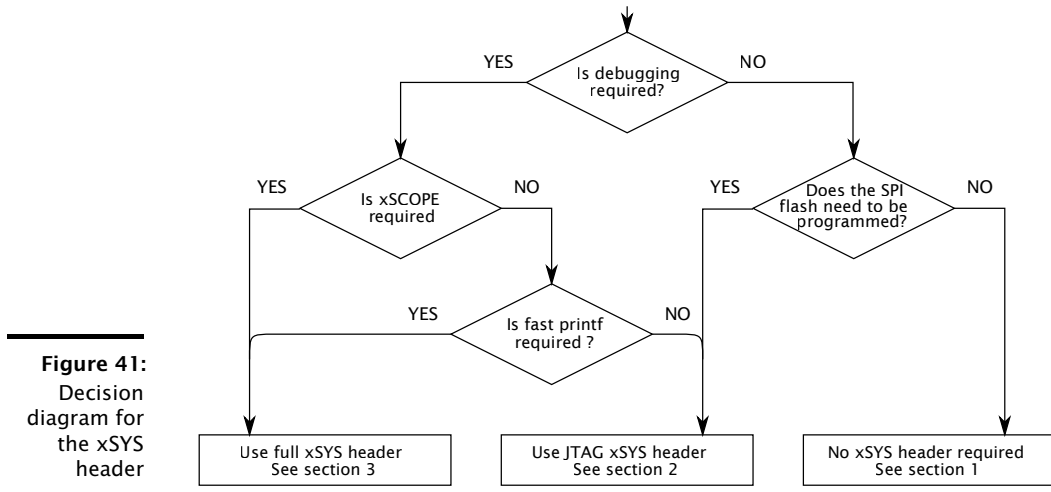 Is debugging
required?
YES
NO
Is xSCOPE
required
YES
NO
Does the SPI
flash need to be
programmed?
YES
NO
Is fast printf
required ?
YES
NO
Use full xSYS header
See section 3
Use JTAG xSYS header
See section 2
No xSYS header required
See section 1
Figure 41:
Decision
diagram for
the xSYS
header